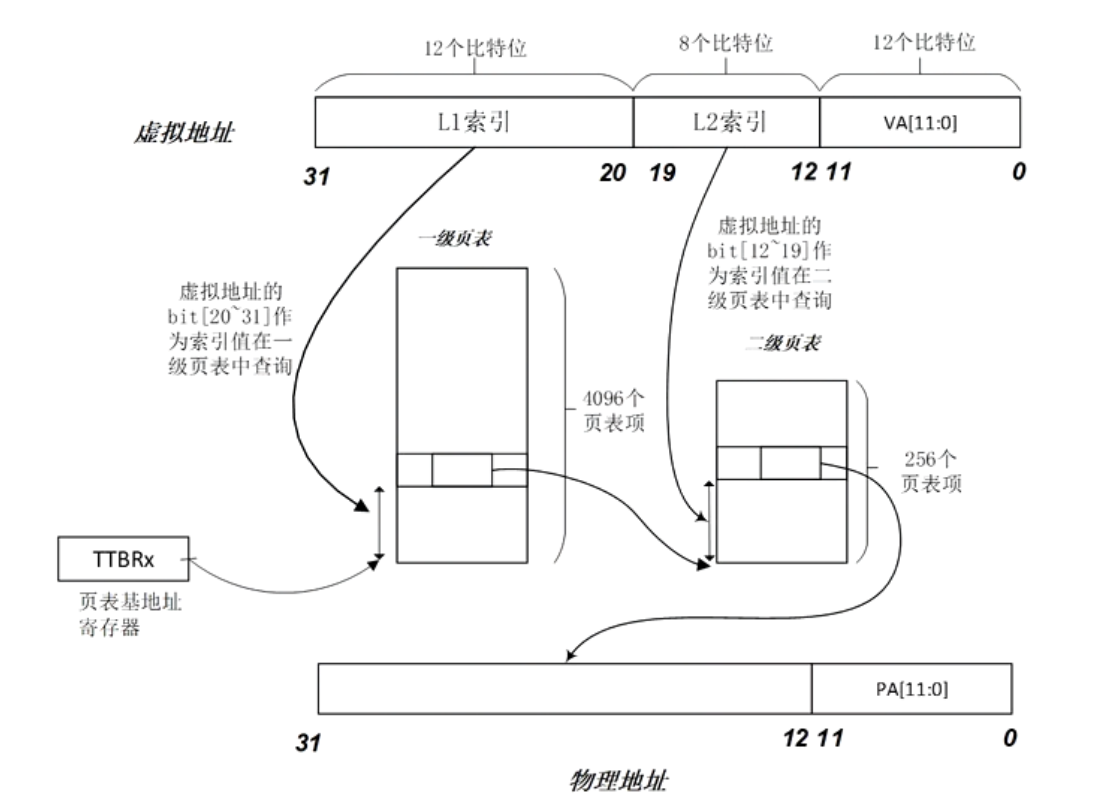 12个比特位
8个比特位
12个比特位
虚拟地址
L1索引
L2索引
VA[11:0]
31
20
19
12
11
0
一级页表
虚拟地址的
bit[20~31]作
为索引值在一
级页表中查询
虚拟地址的
bit[12~19]作
为索引值在二
级页表中查询
二级页表
4096个
页表项
256个
页表项
TTBRx
页表基地址
寄存器
PA[11:0]
31
12
11
0
物理地址